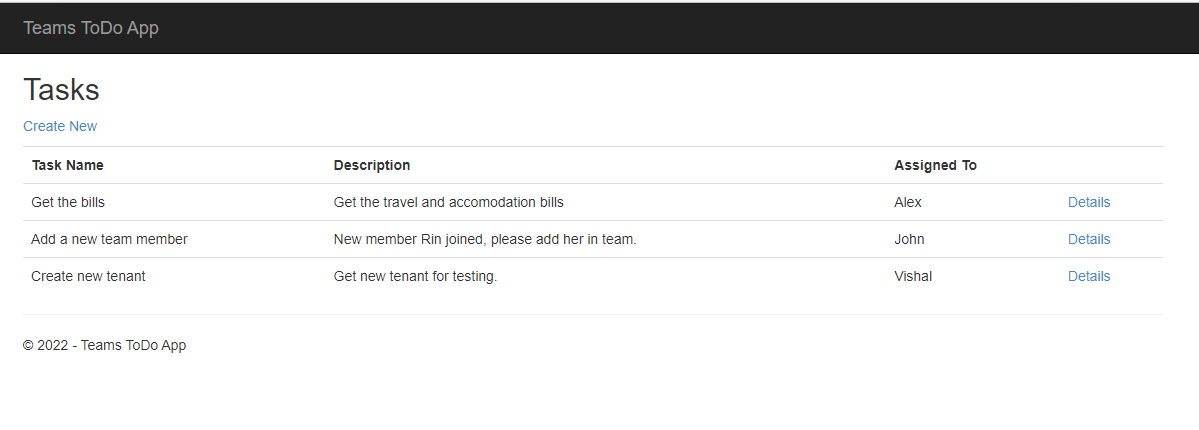 Teams ToDo App
Tasks
Create New
Task Name Description Assigned To
Get the bills Get the travel and accomodation bills Alex Details
Add a new team member New member Rin joined, please add her in team. John Details
Create new tenant Get new tenant for testing. Vishal Details
© 2022 - Teams ToDo App